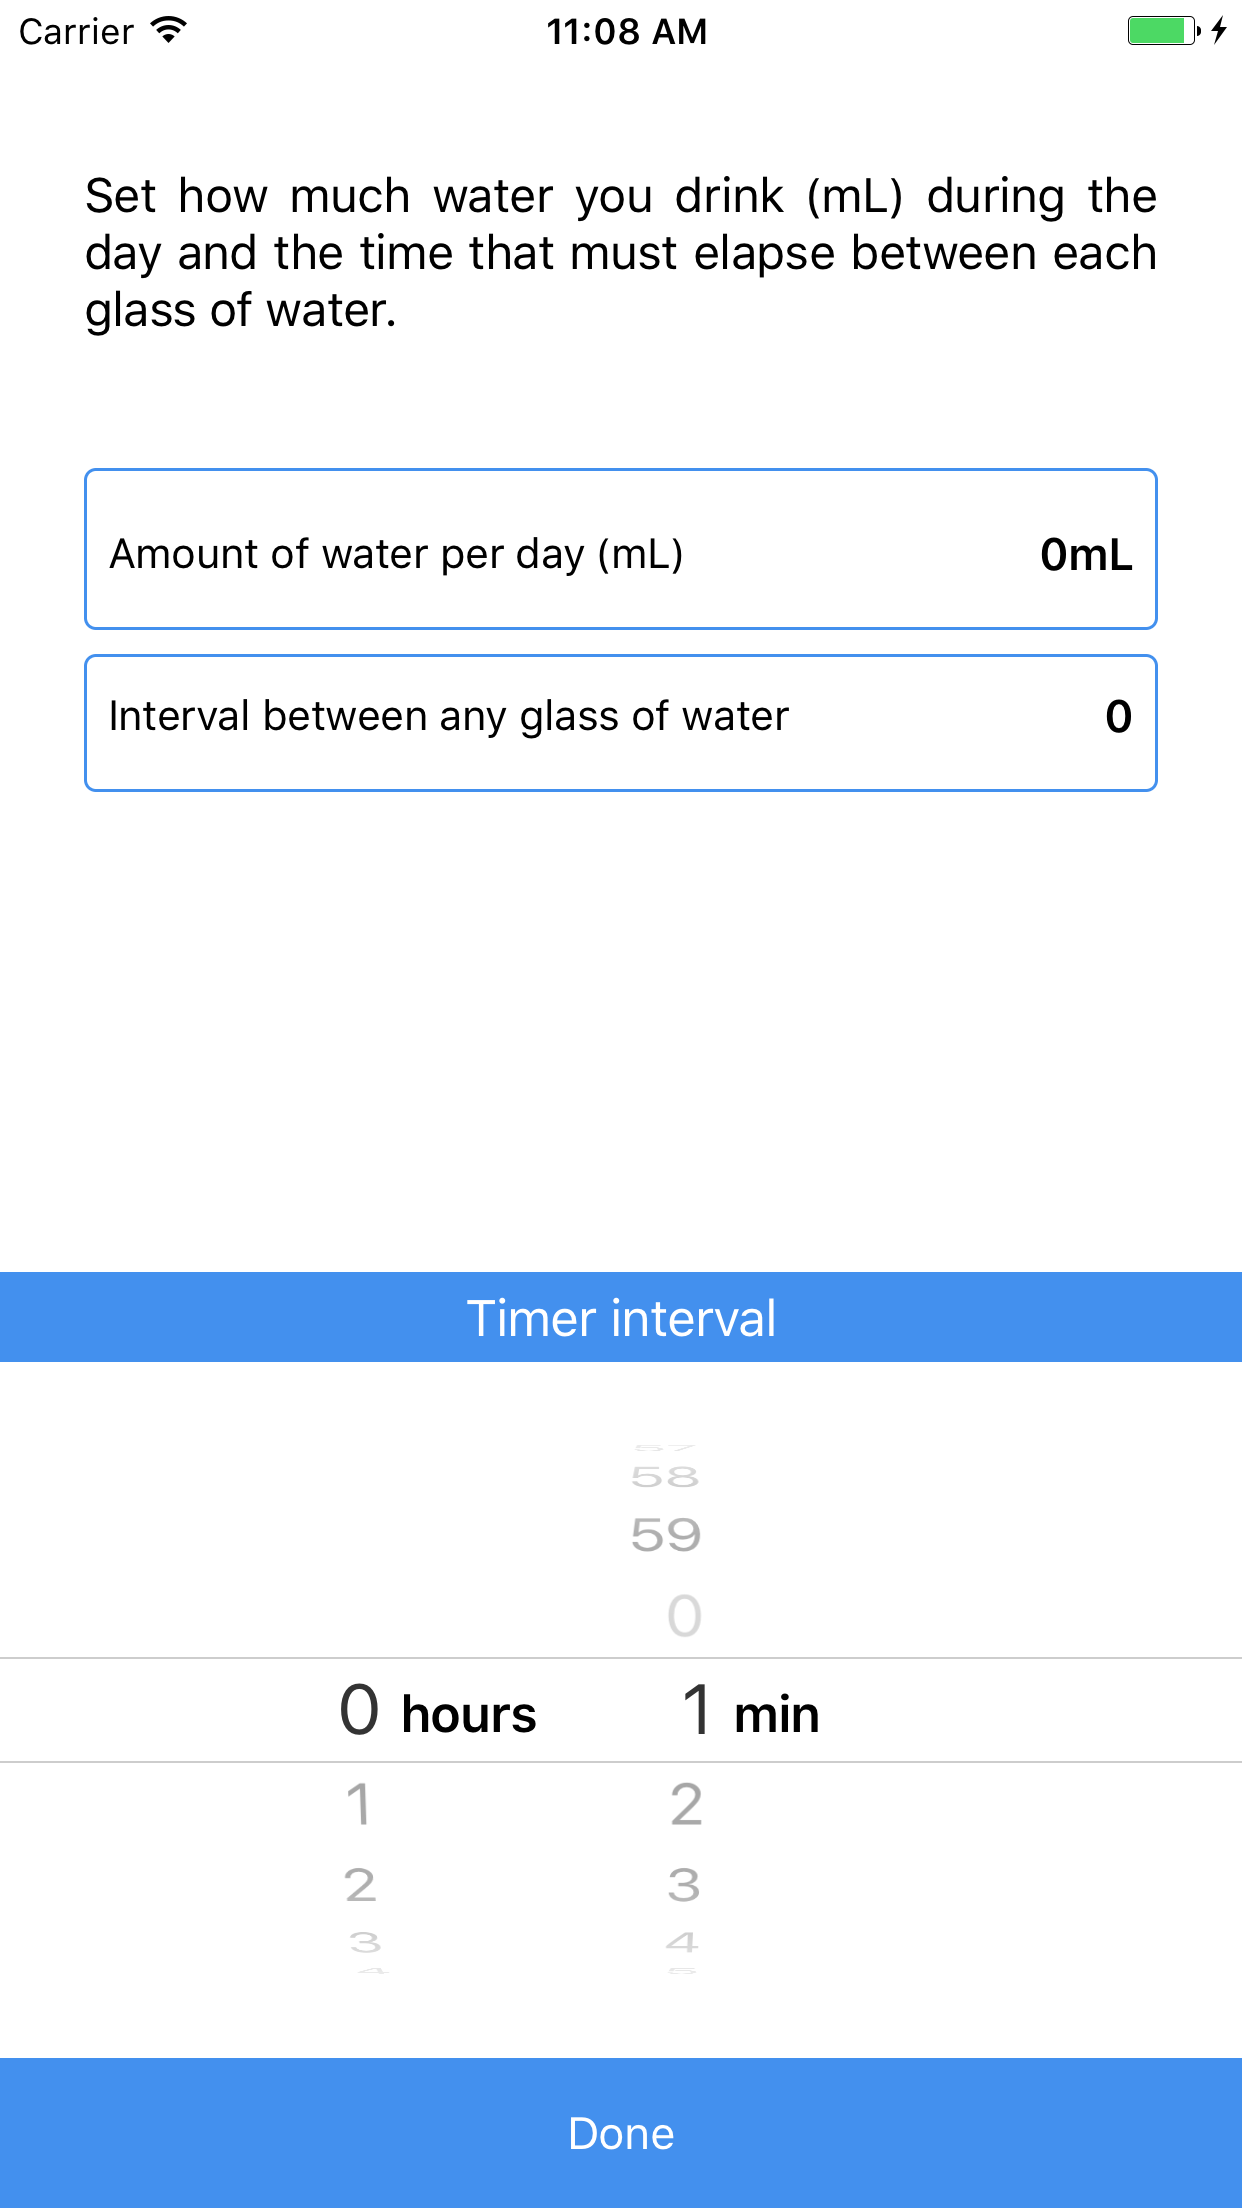 Carrier 11:08 AM
Set how much water you drink (mL) during the
day and the time that must elapse between each
glass of water.
Amount of water per day (mL) 0mL
Interval between any glass of water 0
Timer interval
57
58
59
0
0 hours 1 min
1 2
2 3
3 4
4 5
Done